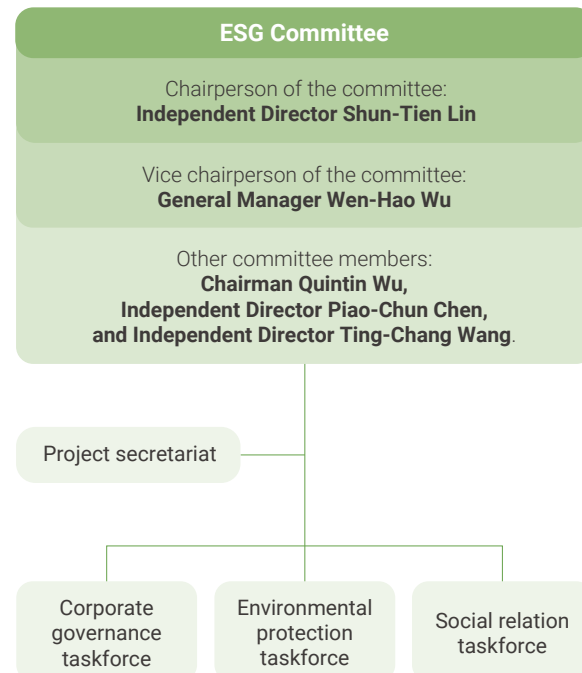 ESG Committee
Chairperson of the committee:
Independent Director Shun-Tien Lin
Vice chairperson of the committee:
General Manager Wen-Hao Wu
Other committee members:
Chairman Quintin Wu,
Independent Director Piao-Chun Chen,
and Independent Director Ting-Chang Wang.
Project secretariat
Corporate
governance
taskforce
Environmental
protection
taskforce
Social relation
taskforce